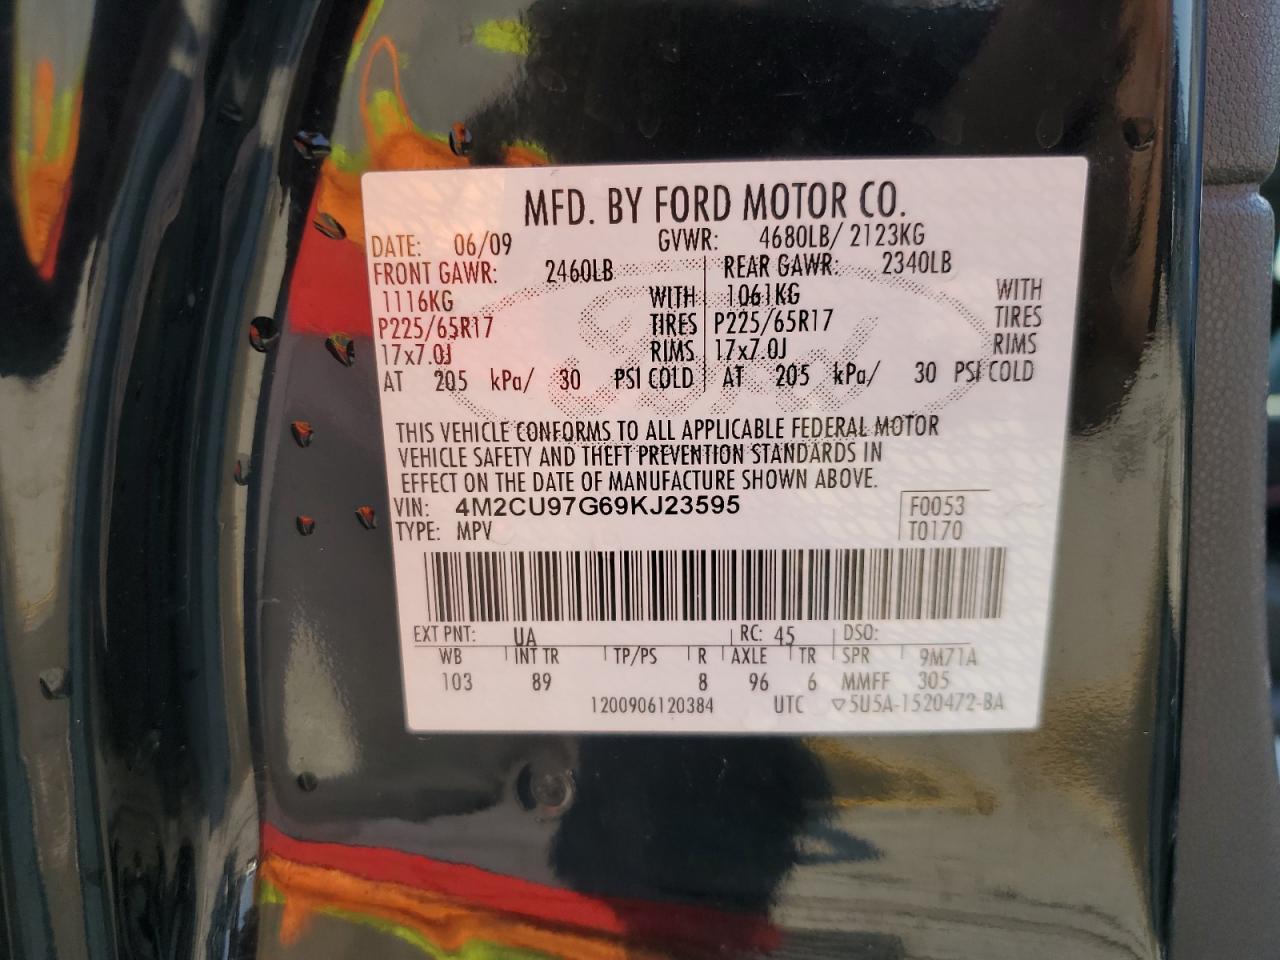 MFD. BY FORD MOTOR CO.
DATE: 06/09 GVWR: 4680LB/ 2123KG
FRONT GAWR: 2460LB REAR GAWR: 2340LB
1116KG WITH 1061KG WITH
P225/65R17 TIRES P225/65R17 TIRES
17x7.0J RIMS 17x7.0J RIMS
AT 205 kPa/ 30 PSI COLD AT 205 kPa/ 30 PSI COLD
THIS VEHICLE CONFORMS TO ALL APPLICABLE FEDERAL MOTOR
VEHICLE SAFETY AND THEFT PREVENTION STANDARDS IN
EFFECT ON THE DATE OF MANUFACTURE SHOWN ABOVE.
VIN: 4M2CU97G69KJ23595 F0053
TYPE: MPV T0170
EXT PNT: UA RC: 45 DSO:
WB INT TR TP/PS R AXLE TR SPR 9M71A
103 89 8 96 6 MMFF 305
1200906120384 UTC ▽5U5A-1520472-BA